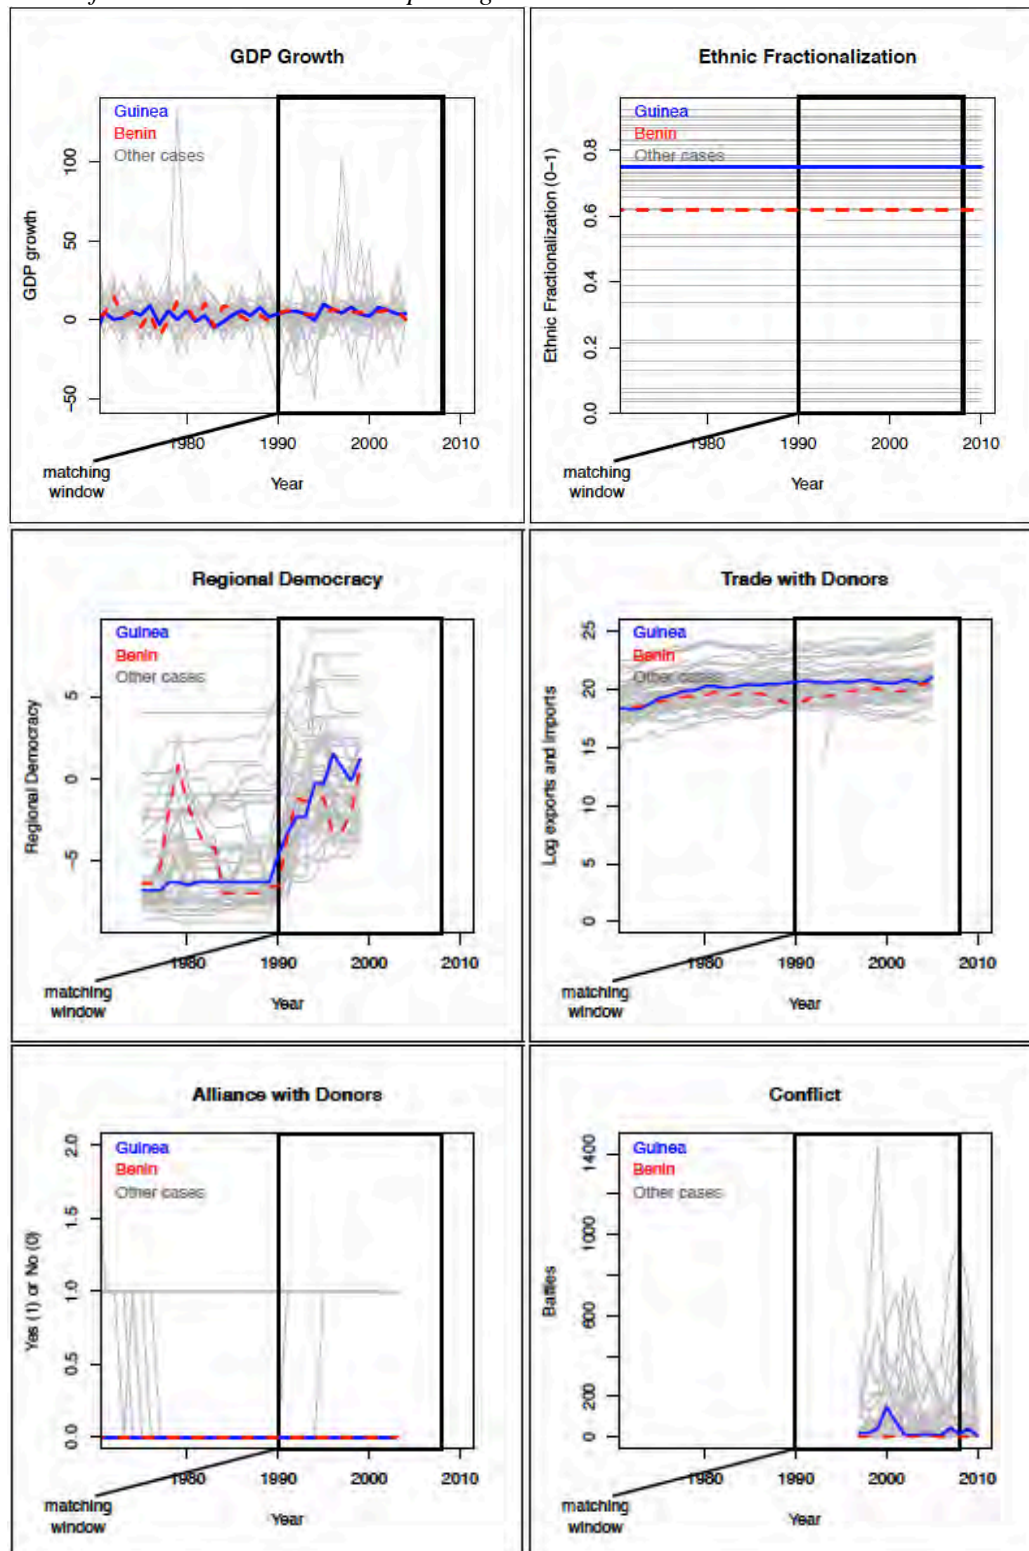 GDP Growth
Guinea
Benin
Other cases
GDP growth
100
50
0
−50
1980
1990
2000
2010
matching
window
Year
Ethnic Fractionalization
Guinea
Benin
Other cases
Ethnic Fractionalization (0−1)
0.8
0.6
0.4
0.2
0.0
1980
1990
2000
2010
matching
window
Year
Regional Democracy
Guinea
Benin
Other cases
Regional Democracy
5
0
−5
1980
1990
2000
2010
matching
window
Year
Trade with Donors
Guinea
Benin
Other cases
Log exports and imports
25
20
15
10
5
0
1980
1990
2000
2010
matching
window
Year
Alliance with Donors
Guinea
Benin
Other cases
Yes (1) or No (0)
2.0
1.5
1.0
0.5
0.0
1980
1990
2000
2010
matching
window
Year
Conflict
Guinea
Benin
Other cases
Battles
1400
1000
600
200
0
1980
1990
2000
2010
matching
window
Year